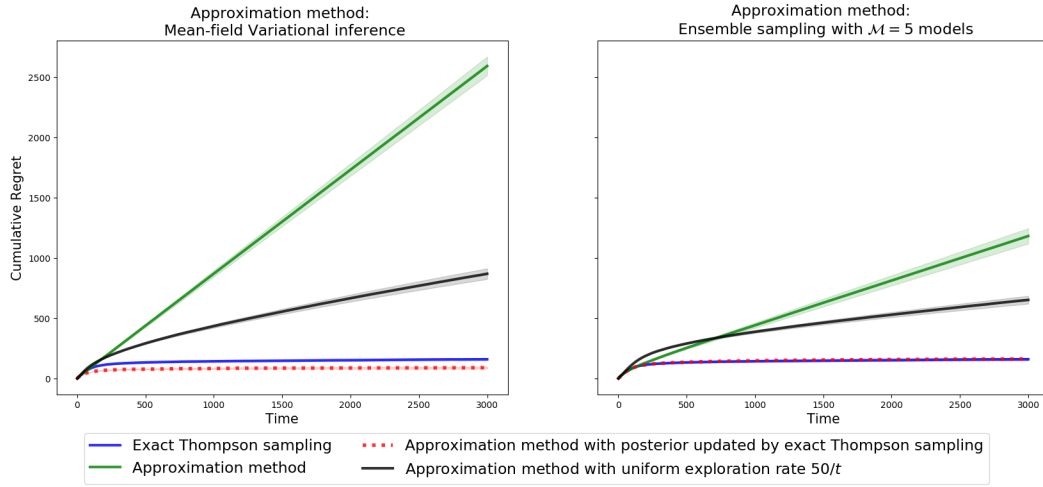 Approximation method:
Mean-field Variational inference
Approximation method:
Ensemble sampling with ℳ = 5 models
Cumulative Regret
2500
2000
1500
1000
500
0
0 500 1000 1500 2000 2500 3000
Time
0 500 1000 1500 2000 2500 3000
Time
Exact Thompson sampling
Approximation method
Approximation method with posterior updated by exact Thompson sampling
Approximation method with uniform exploration rate 50/t